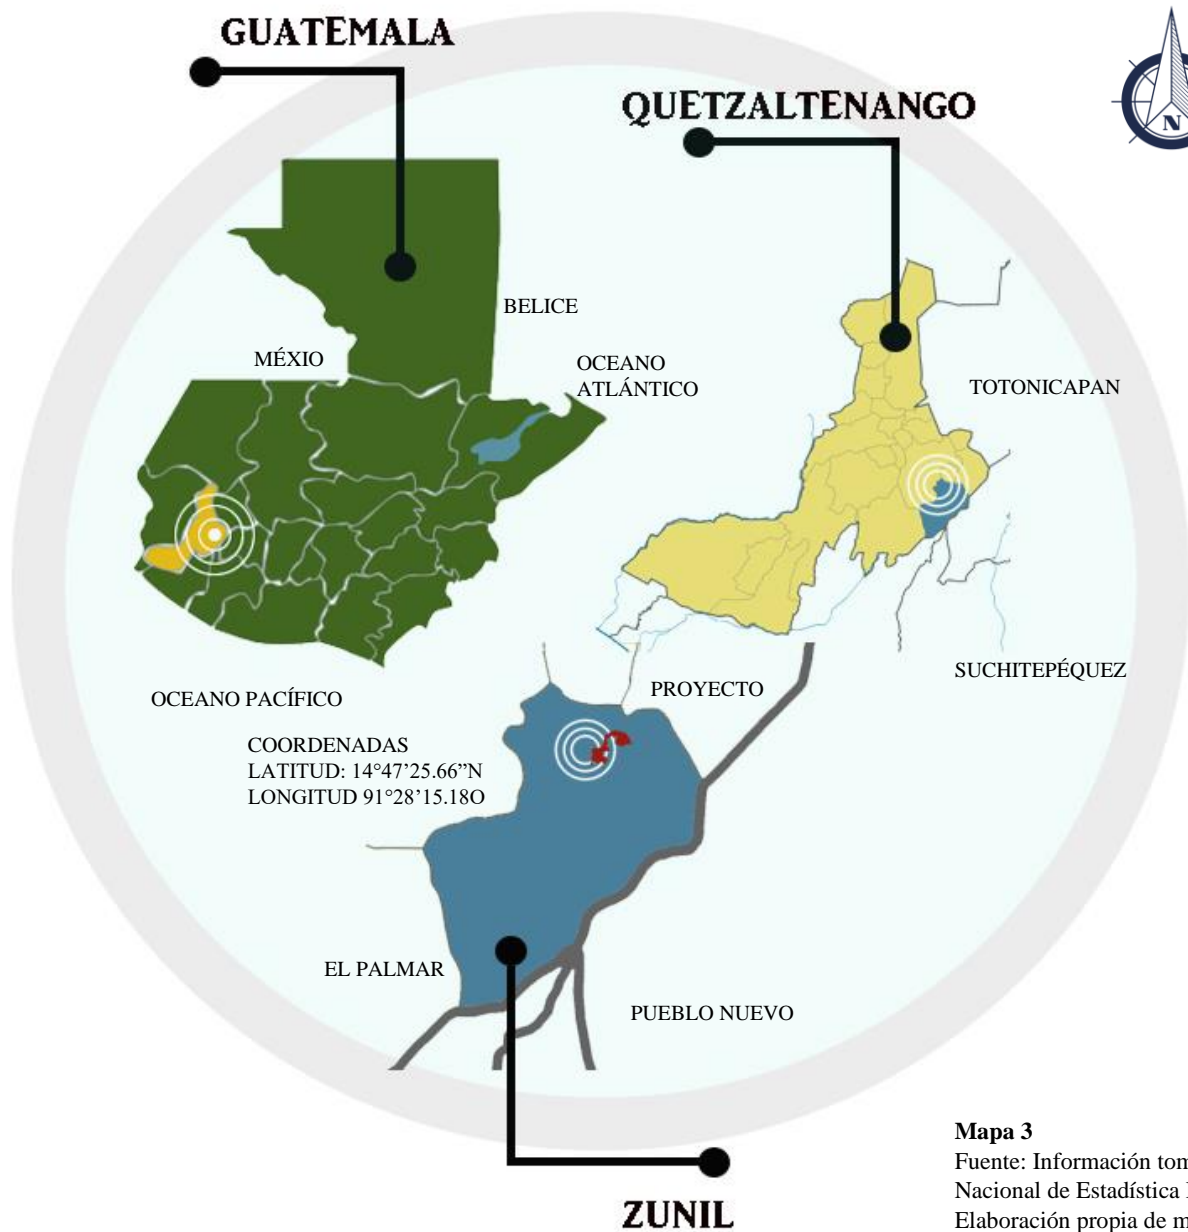 GUATEMALA
QUETZALTENANGO
N
BELICE
MÉXIO
OCEANO
ATLÁNTICO
TOTONICAPAN
SUCHITEPÉQUEZ
OCEANO PACÍFICO
PROYECTO
COORDENADAS
LATITUD: 14°47’25.66”N
LONGITUD 91°28’15.18O
EL PALMAR
PUEBLO NUEVO
ZUNIL
Mapa 3
Fuente: Información
Nacional de Estadística
Elaboración propia de